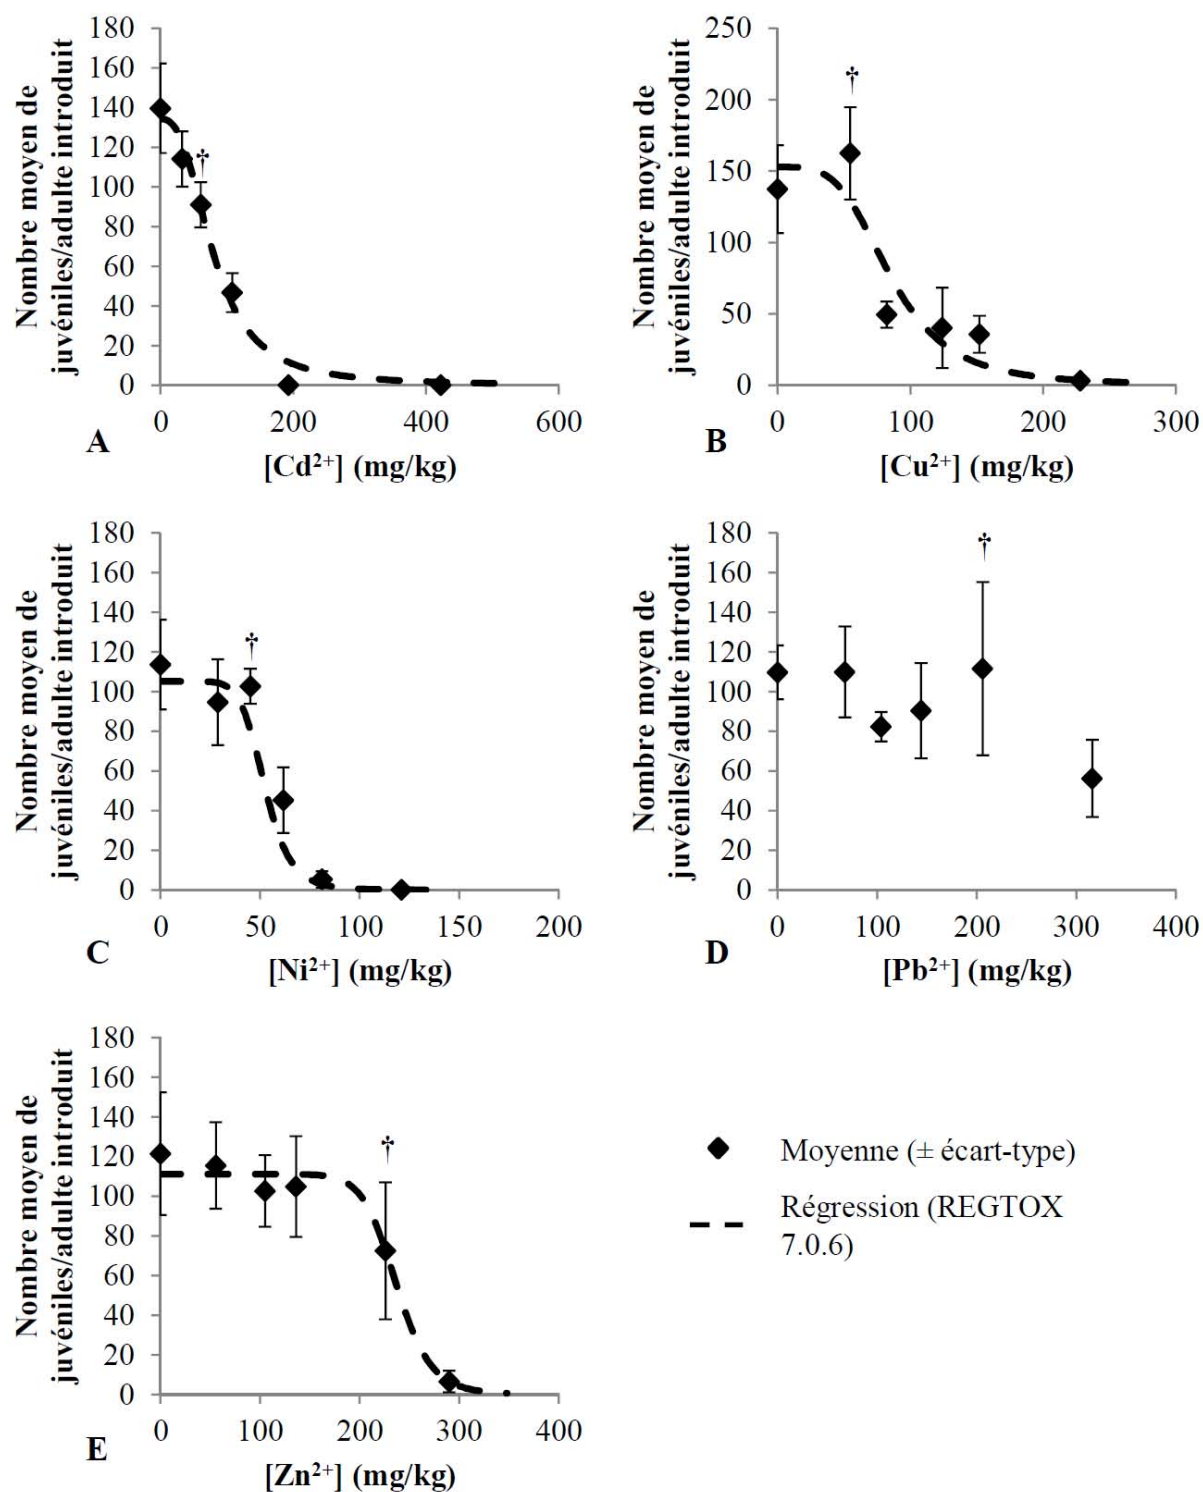 Nombre moyen de
juvéniles/adulte introduit
180
160
140
120
100
80
60
40
20
0
†
0 200 400 600
A
[Cd²⁺] (mg/kg)
Nombre moyen de
juvéniles/adulte introduit
250
200
150
100
50
0
†
0 100 200 300
B
[Cu²⁺] (mg/kg)
Nombre moyen de
juvéniles/adulte introduit
180
160
140
120
100
80
60
40
20
0
†
0 50 100 150 200
C
[Ni²⁺] (mg/kg)
Nombre moyen de
juvéniles/adulte introduit
180
160
140
120
100
80
60
40
20
0
†
0 100 200 300 400
D
[Pb²⁺] (mg/kg)
Nombre moyen de
juvéniles/adulte introduit
180
160
140
120
100
80
60
40
20
0
†
0 100 200 300 400
E
[Zn²⁺] (mg/kg)
Moyenne (± écart-type)
Régression (REGTOX
7.0.6)